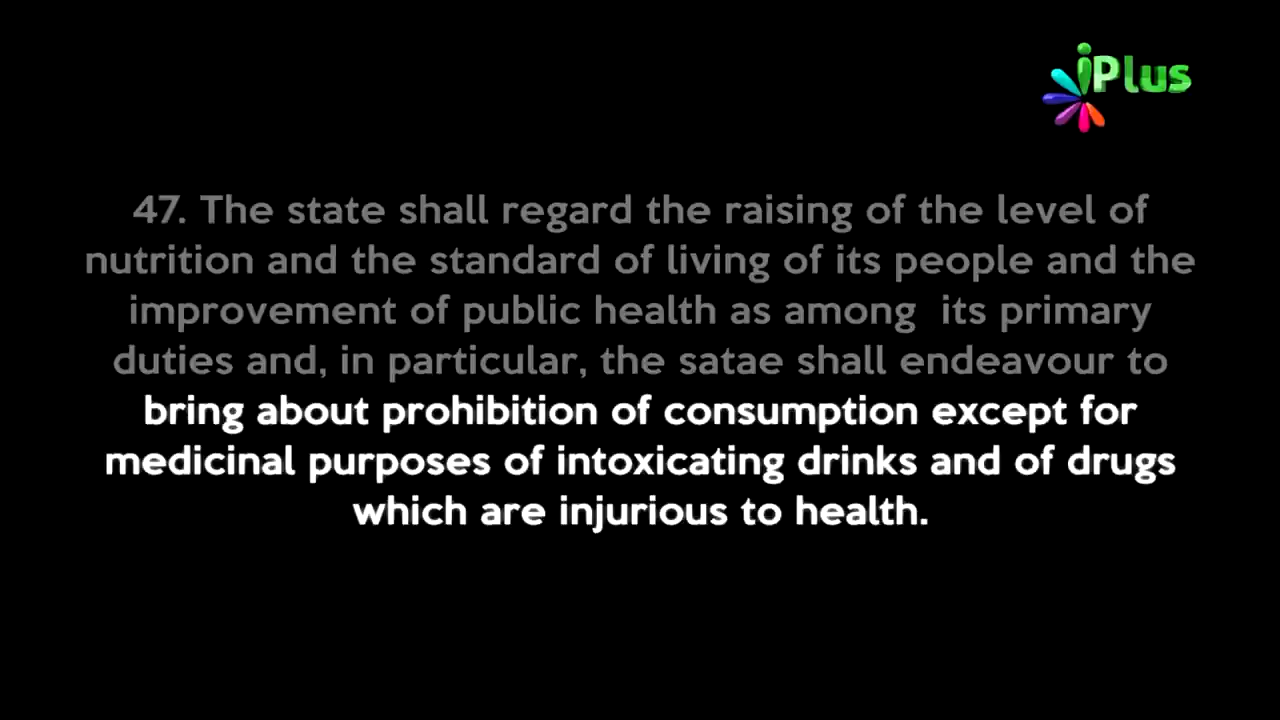 iPlus
47. The state shall regard the raising of the level of
nutrition and the standard of living of its people and the
improvement of public health as among its primary
duties and, in particular, the satae shall endeavour to
bring about prohibition of consumption except for
medicinal purposes of intoxicating drinks and of drugs
which are injurious to health.